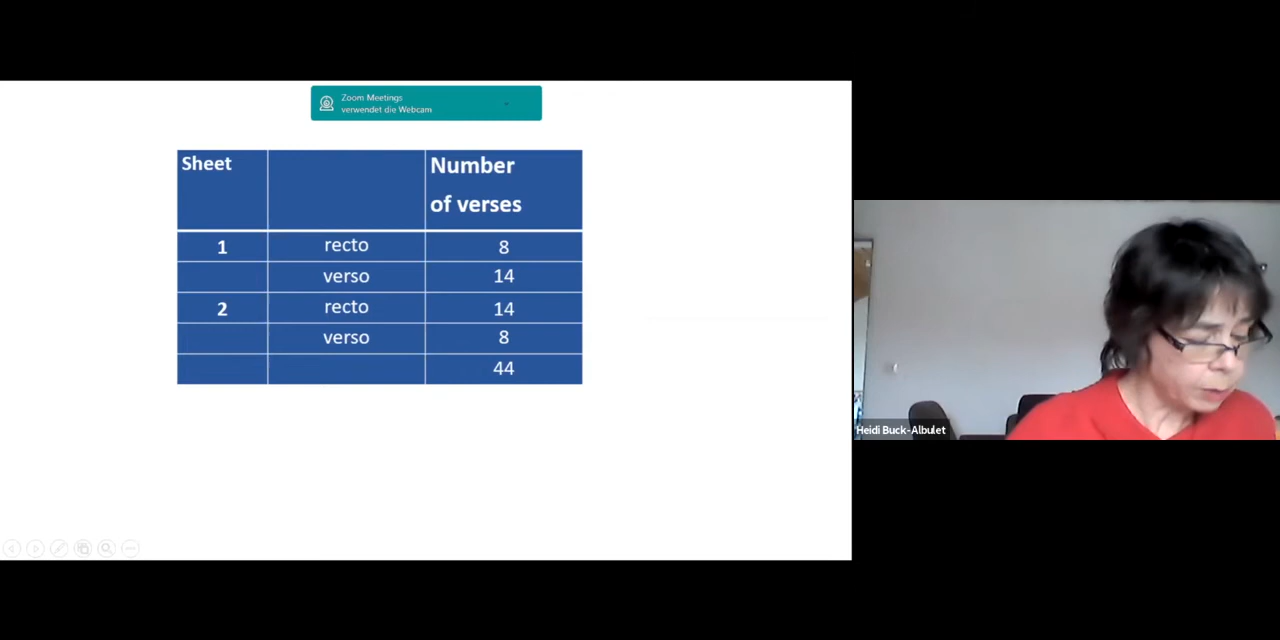 Zoom Meetings
verwendet die Webcam
Sheet Number
of verses
1 recto 8
verso 14
2 recto 14
verso 8
44
Heidi Buck-Albulet